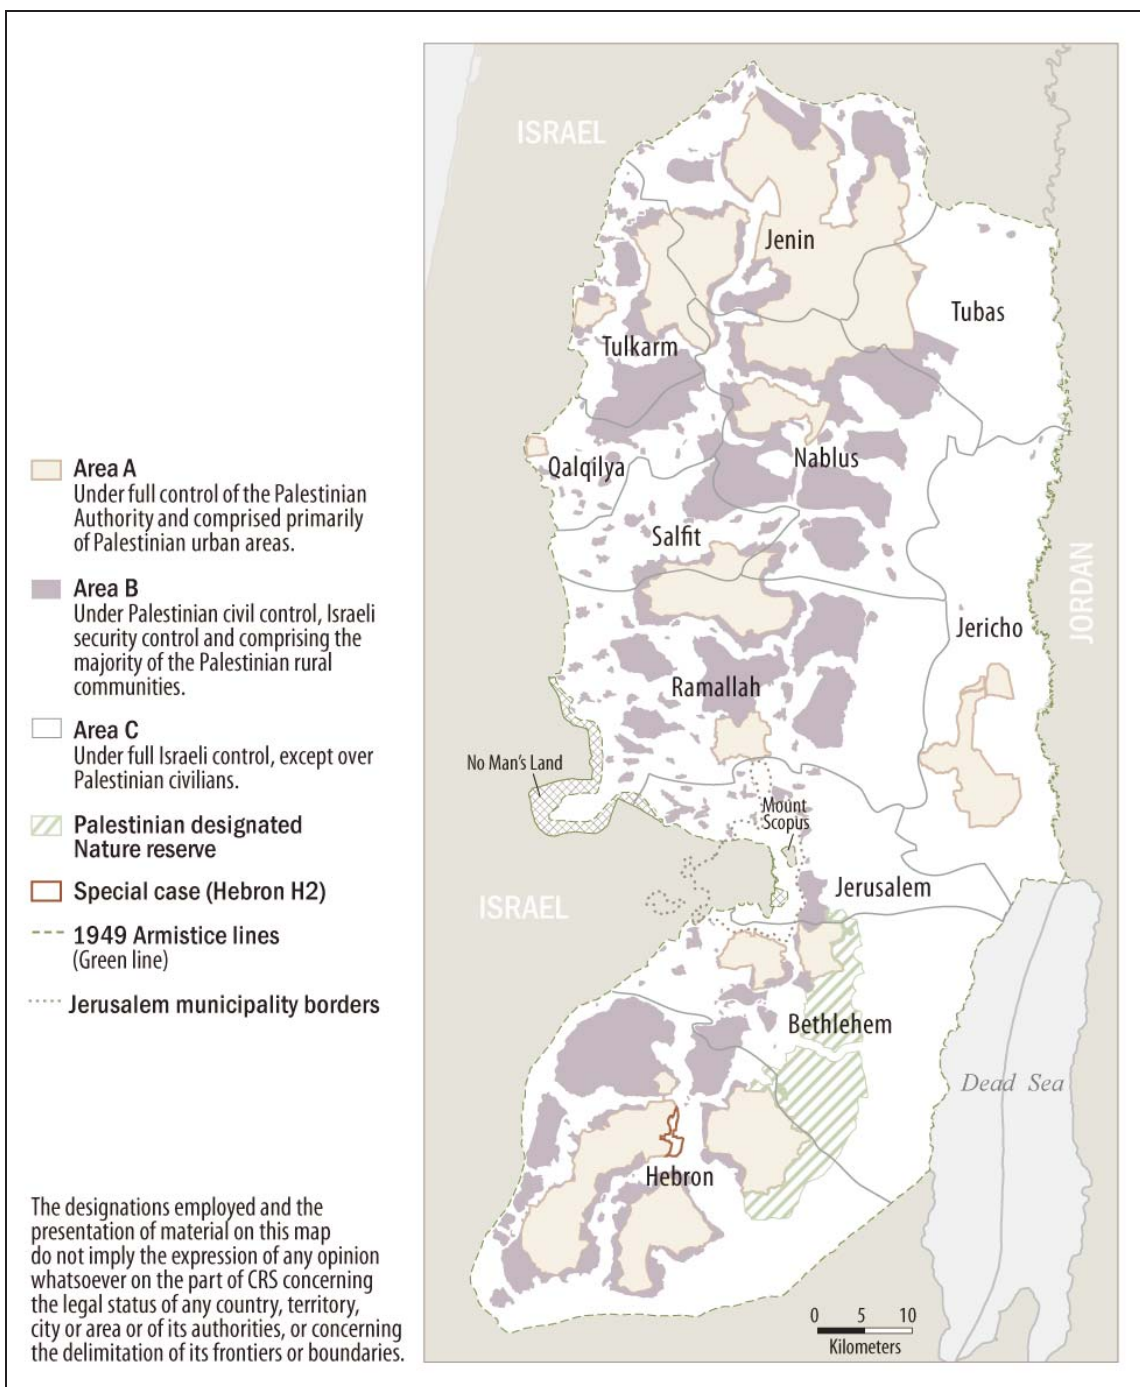 ISRAEL
Jenin
Tubas
Tulkarm
Qalqilya
Nablus
Salfit
JORDAN
Jericho
Ramallah
No Man's Land
Mount
Scopus
Jerusalem
ISRAEL
Bethlehem
Dead Sea
Hebron
0 5 10
Kilometers
Area A
Under full control of the Palestinian
Authority and comprised primarily
of Palestinian urban areas.
Area B
Under Palestinian civil control, Israeli
security control and comprising the
majority of the Palestinian rural
communities.
Area C
Under full Israeli control, except over
Palestinian civilians.
Palestinian designated
Nature reserve
Special case (Hebron H2)
1949 Armistice lines
(Green line)
Jerusalem municipality borders
The designations employed and the
presentation of material on this map
do not imply the expression of any opinion
whatsoever on the part of CRS concerning
the legal status of any country, territory,
city or area or of its authorities, or concerning
the delimitation of its frontiers or boundaries.